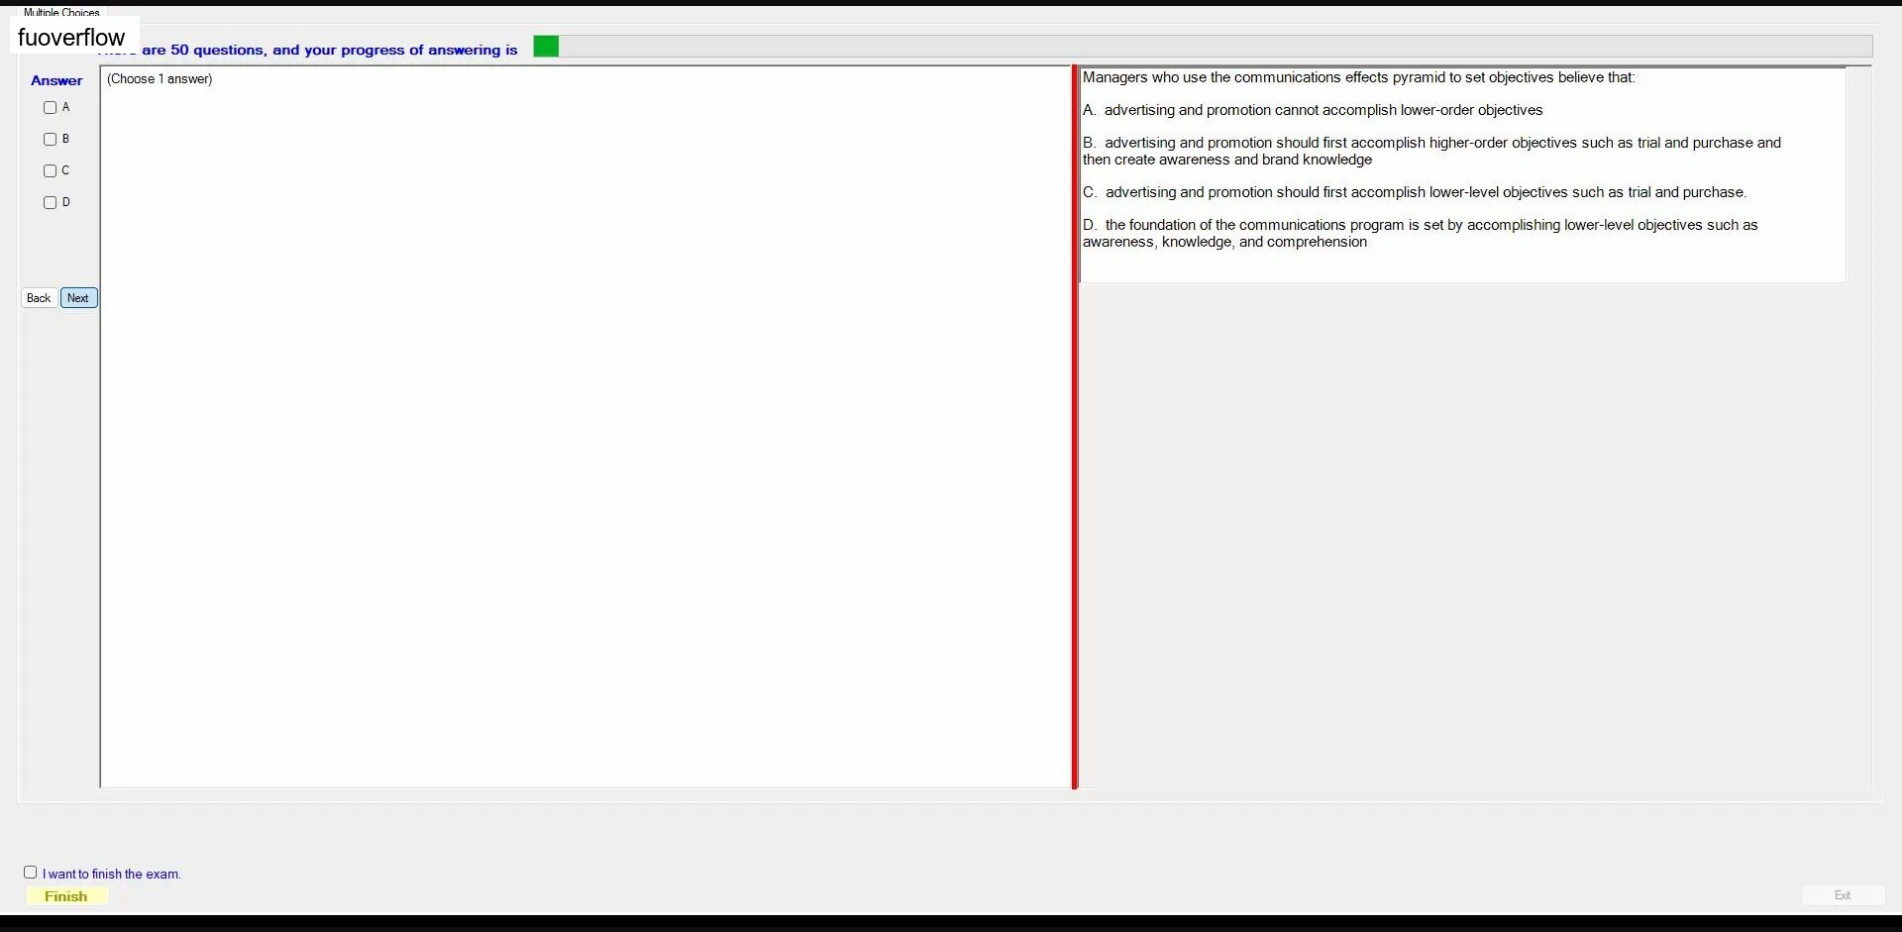 Multiple Choices
fuoverflow
are 50 questions, and your progress of answering is
Answer
(Choose 1 answer)
A
B
C
D
Back Next
Managers who use the communications effects pyramid to set objectives believe that:
A. advertising and promotion cannot accomplish lower-order objectives
B. advertising and promotion should first accomplish higher-order objectives such as trial and purchase and
then create awareness and brand knowledge
C. advertising and promotion should first accomplish lower-level objectives such as trial and purchase.
D. the foundation of the communications program is set by accomplishing lower-level objectives such as
awareness, knowledge, and comprehension
I want to finish the exam.
Finish
Exit